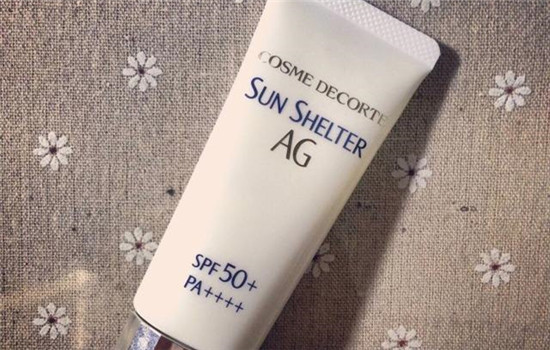 COSME DECORTE
SUN SHELTER
AG
SPF50+
PA++++